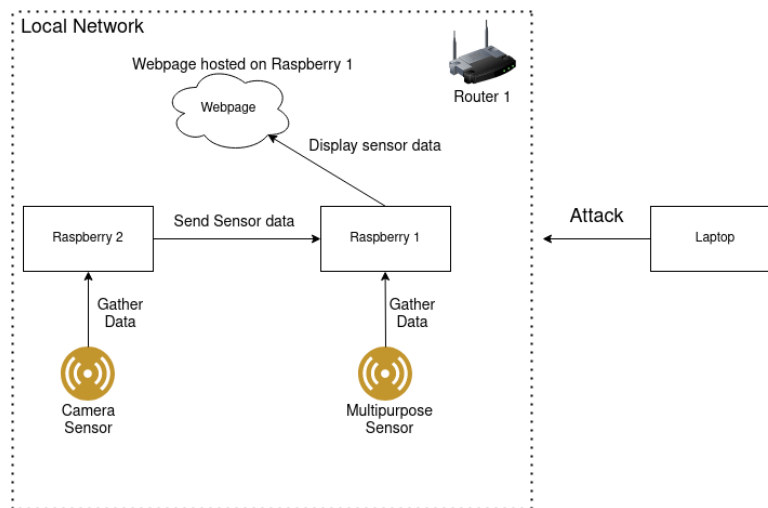 Local Network
Webpage hosted on Raspberry 1
Webpage
Router 1
Display sensor data
Raspberry 2
Send Sensor data
Raspberry 1
Attack
Laptop
Gather
Data
Gather
Data
Camera
Sensor
Multipurpose
Sensor